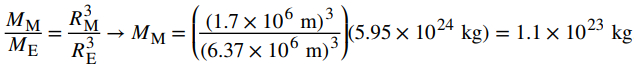 M_M / M_E = R_M^3 / R_E^3 → M_M = ( (1.7 × 10^6 m)^3 / (6.37 × 10^6 m)^3 ) (5.95 × 10^24 kg) = 1.1 × 10^23 kg